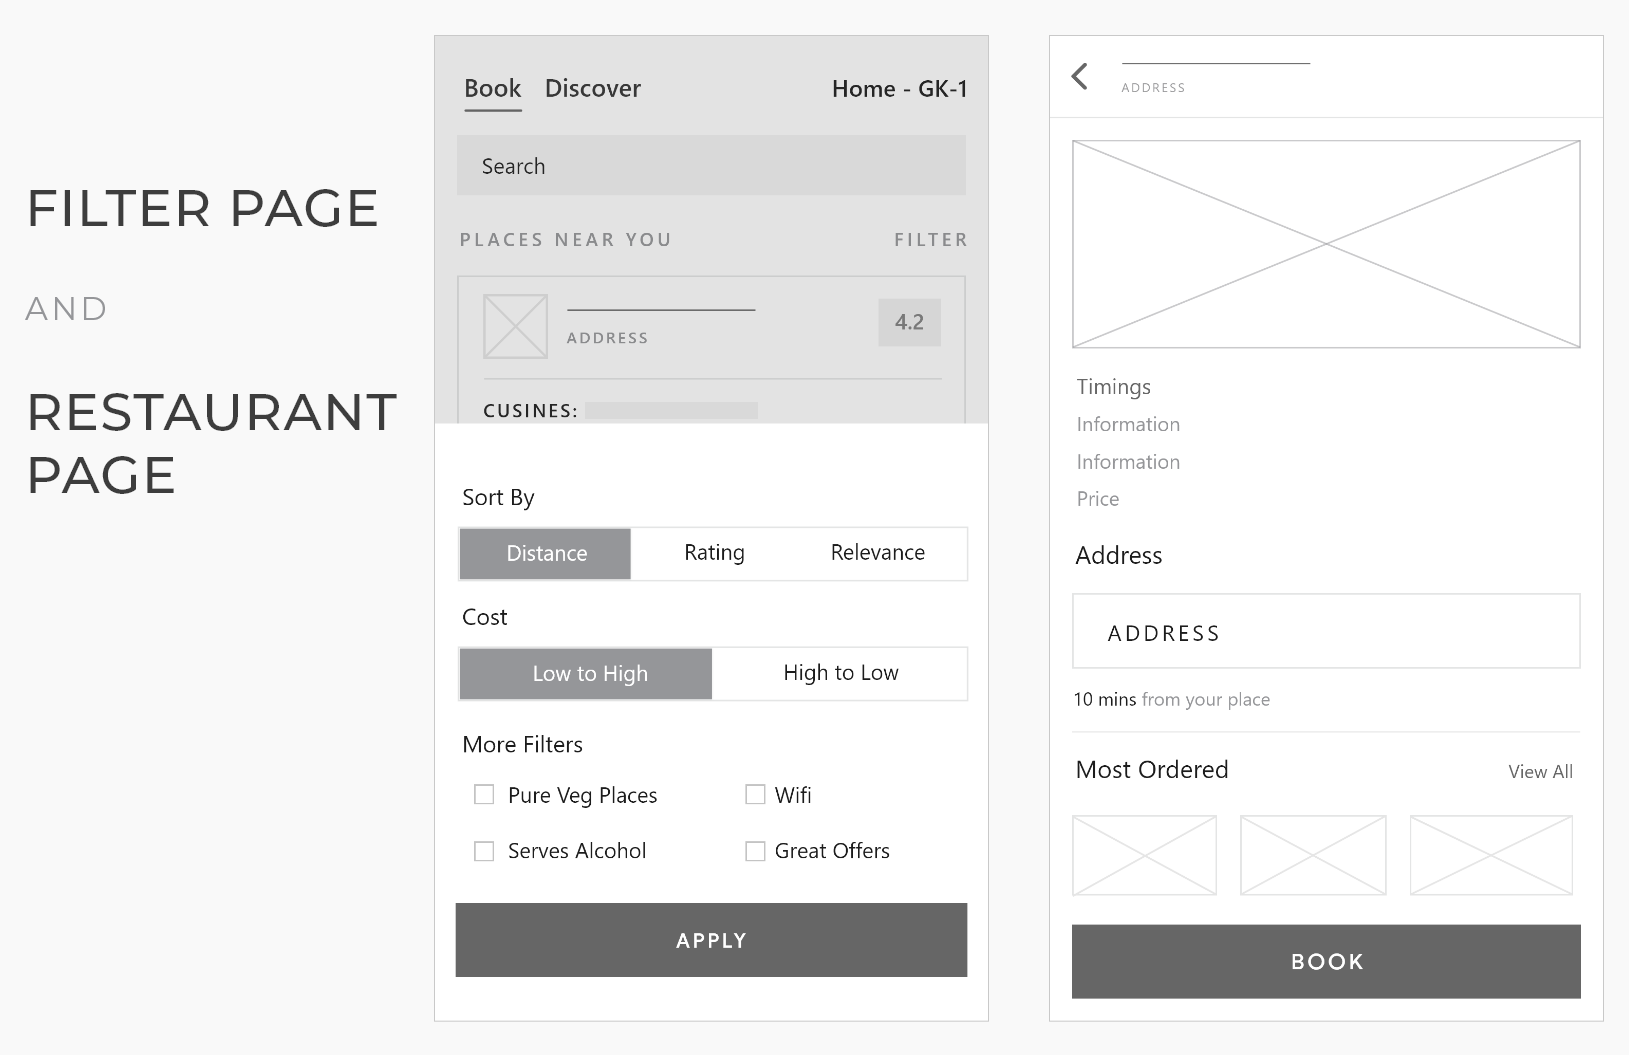 FILTER PAGE
AND
RESTAURANT
PAGE
Book Discover Home - GK-1
Search
PLACES NEAR YOU FILTER
ADDRESS 4.2
CUSINES:
Sort By
Distance Rating Relevance
Cost
Low to High High to Low
More Filters
Pure Veg Places Wifi
Serves Alcohol Great Offers
APPLY
ADDRESS
Timings
Information
Information
Price
Address
ADDRESS
10 mins from your place
Most Ordered View All
BOOK